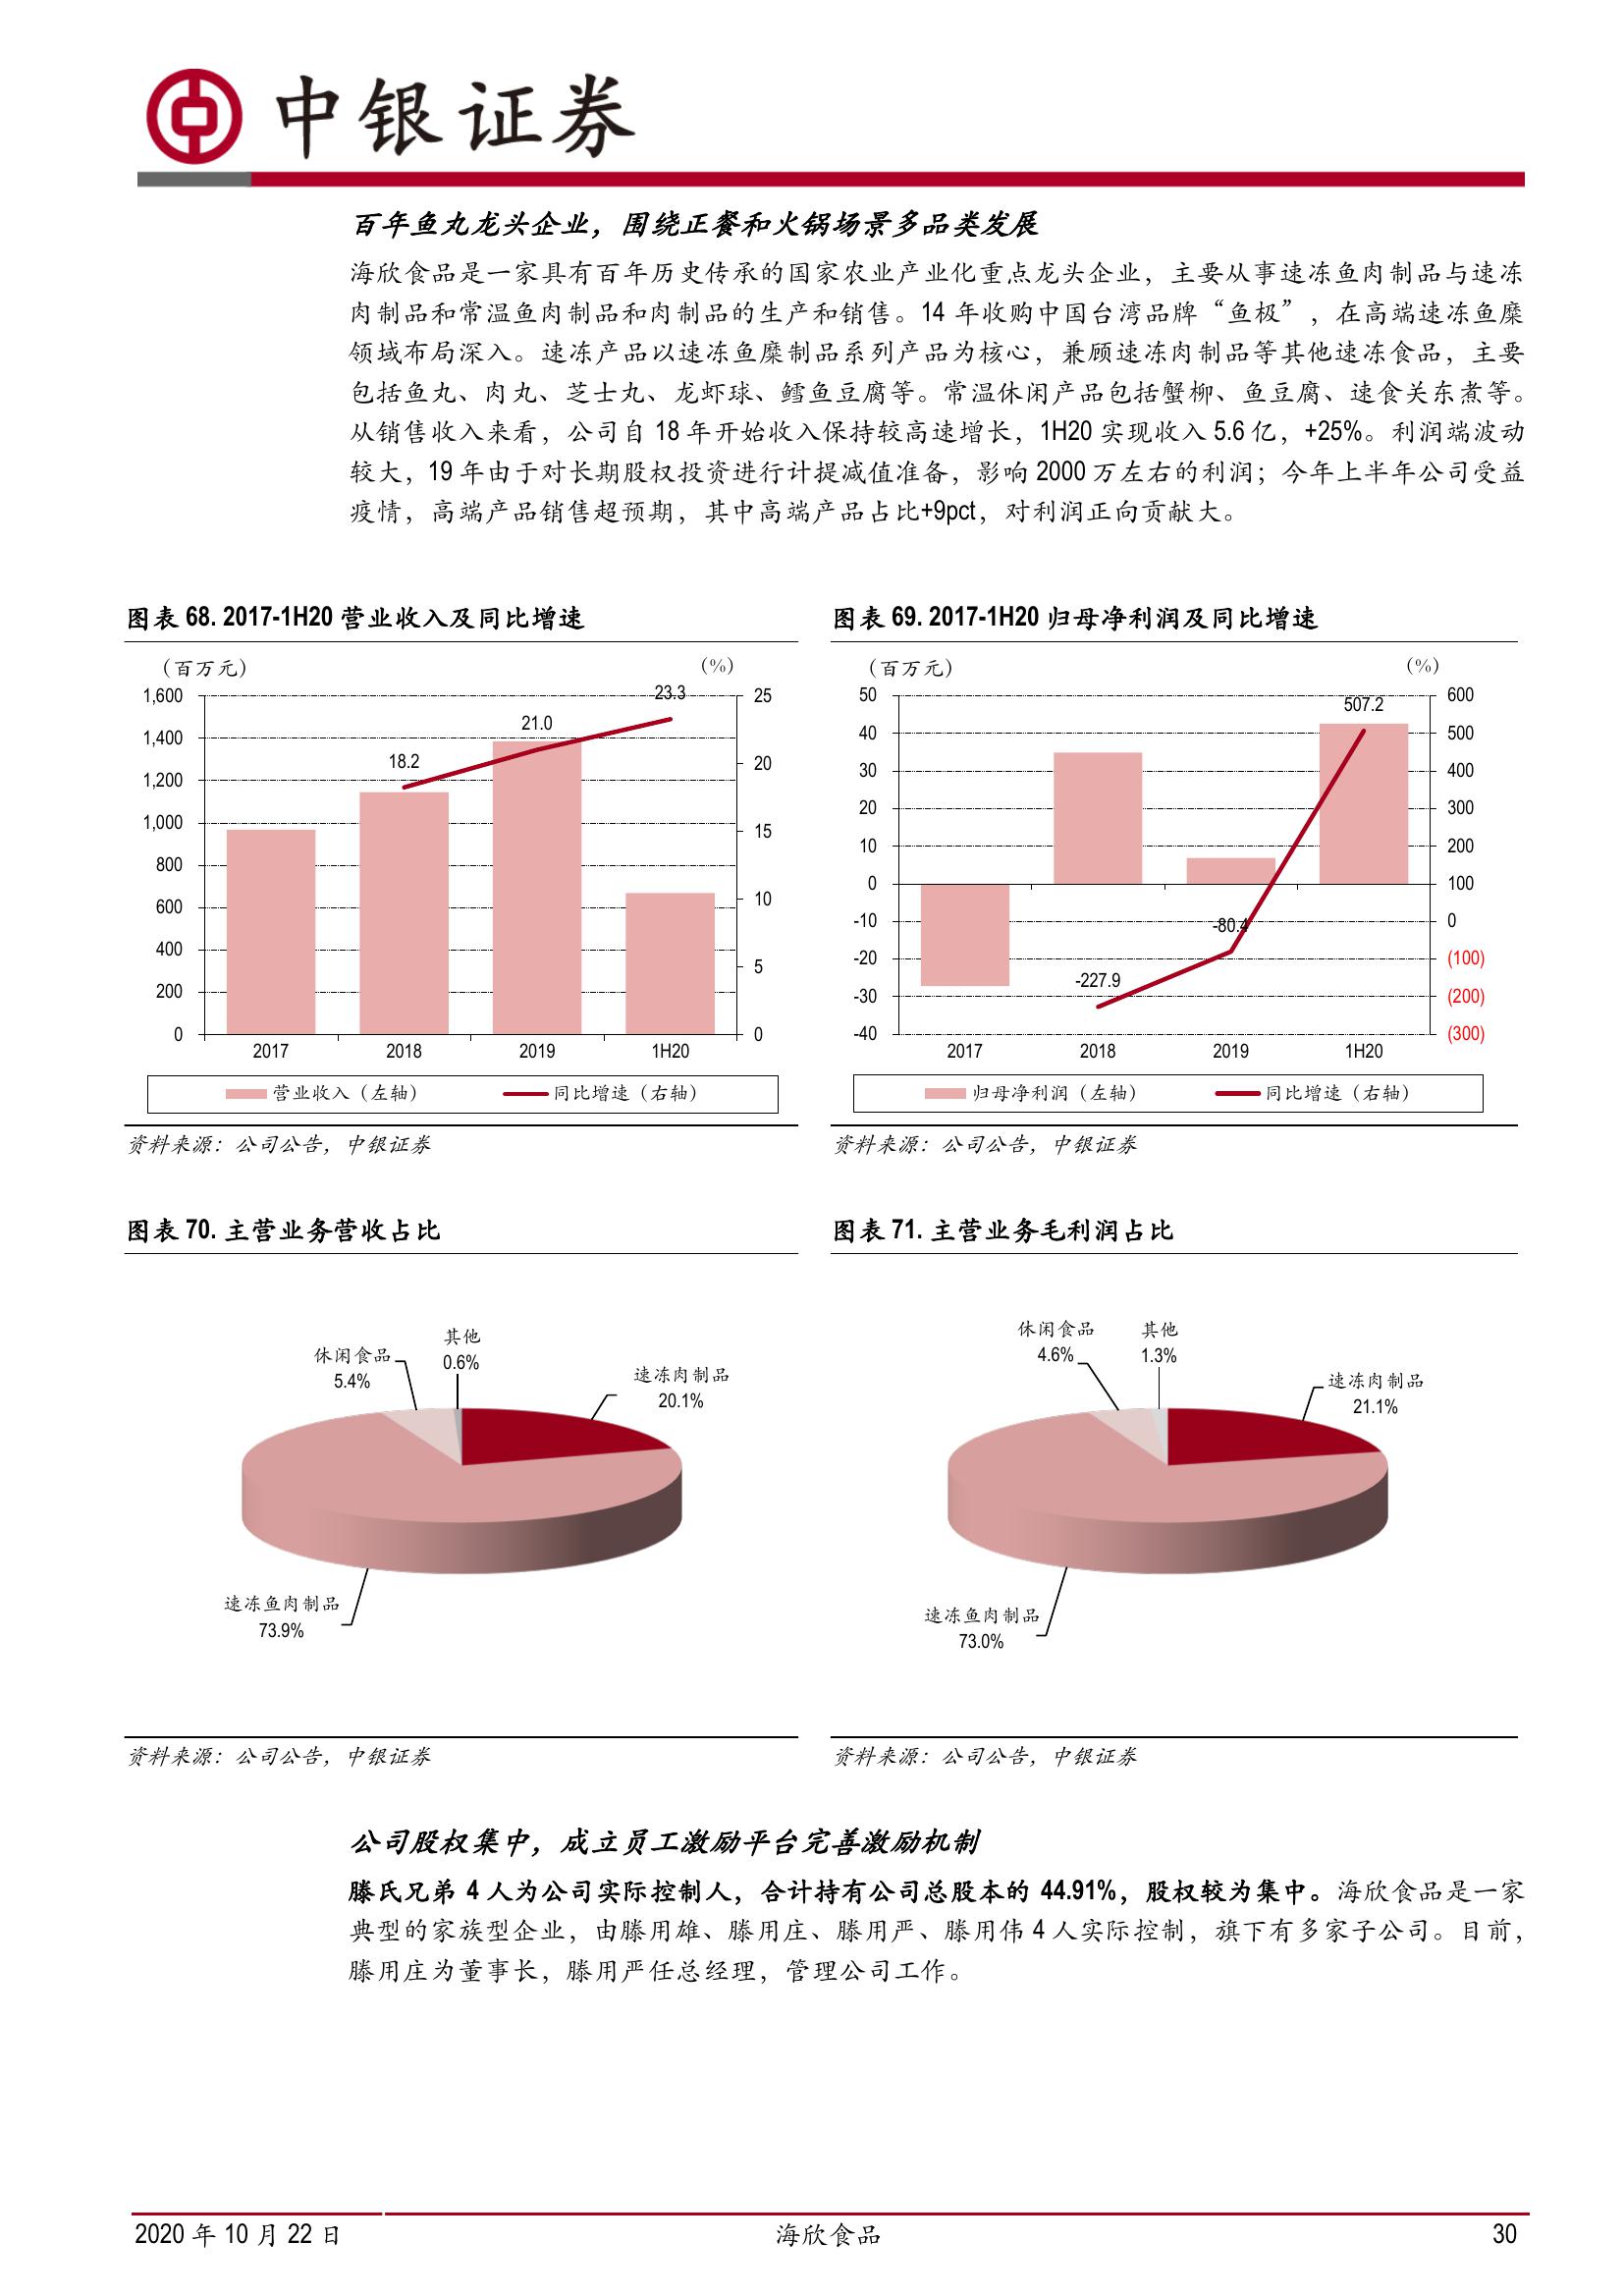 中银证券
百年鱼丸龙头企业，围绕正餐和火锅场景多品类发展
海欣食品是一家具有百年历史传承的国家农业产业化重点龙头企业，主要从事速冻鱼肉制品与速冻
肉制品和常温鱼肉制品和肉制品的生产和销售。14 年收购中国台湾品牌“鱼极”，在高端速冻鱼糜
领域布局深入。速冻产品以速冻鱼糜制品系列产品为核心，兼顾速冻肉制品等其他速冻食品，主要
包括鱼丸、肉丸、芝士丸、龙虾球、鳕鱼豆腐等。常温休闲产品包括蟹柳、鱼豆腐、速食关东煮等。
从销售收入来看，公司自 18 年开始收入保持较高速增长，1H20 实现收入 5.6 亿，+25%。利润端波动
较大，19 年由于对长期股权投资进行计提减值准备，影响 2000 万左右的利润；今年上半年公司受益
疫情，高端产品销售超预期，其中高端产品占比+9pct，对利润正向贡献大。
图表 68. 2017-1H20 营业收入及同比增速
（百万元）
（%）
1,600
1,400
1,200
1,000
800
600
400
200
0
18.2
21.0
23.3
25
20
15
10
5
0
2017
2018
2019
1H20
营业收入（左轴）
同比增速（右轴）
资料来源：公司公告，中银证券
图表 69. 2017-1H20 归母净利润及同比增速
（百万元）
（%）
50
40
30
20
10
0
-10
-20
-30
-40
-227.9
-80.4
507.2
600
500
400
300
200
100
0
(100)
(200)
(300)
2017
2018
2019
1H20
归母净利润（左轴）
同比增速（右轴）
资料来源：公司公告，中银证券
图表 70. 主营业务营收占比
其他
0.6%
休闲食品
5.4%
速冻肉制品
20.1%
速冻鱼肉制品
73.9%
资料来源：公司公告，中银证券
图表 71. 主营业务毛利润占比
休闲食品
4.6%
其他
1.3%
速冻肉制品
21.1%
速冻鱼肉制品
73.0%
资料来源：公司公告，中银证券
公司股权集中，成立员工激励平台完善激励机制
滕氏兄弟 4 人为公司实际控制人，合计持有公司总股本的 44.91%，股权较为集中。海欣食品是一家
典型的家族型企业，由滕用雄、滕用庄、滕用严、滕用伟 4 人实际控制，旗下有多家子公司。目前，
滕用庄为董事长，滕用严任总经理，管理公司工作。
2020 年 10 月 22 日
海欣食品
30